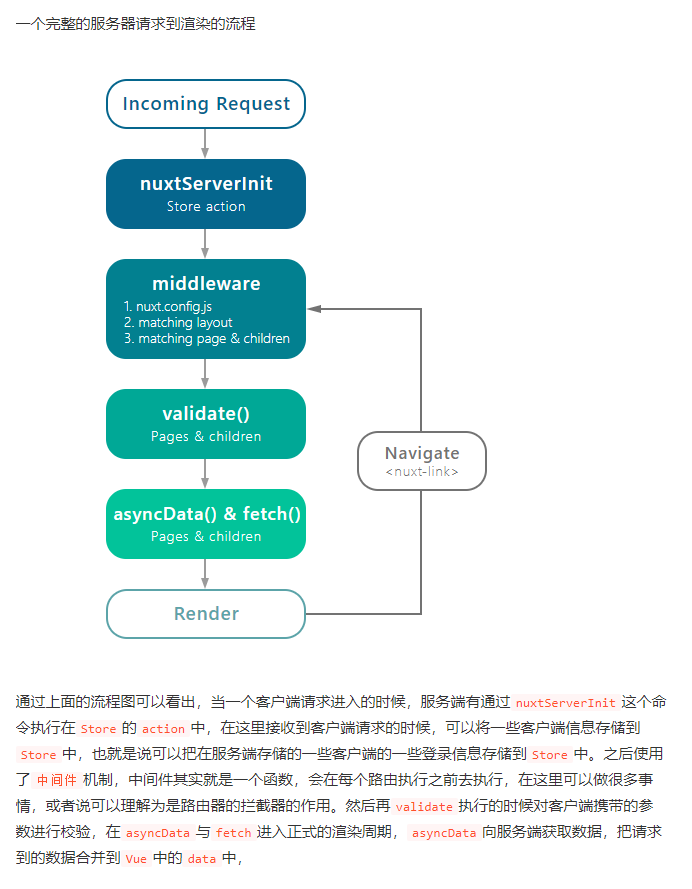 一个完整的服务器请求到渲染的流程
Incoming Request
nuxtServerInit
Store action
middleware
1. nuxt.config.js
2. matching layout
3. matching page & children
validate()
Pages & children
Navigate
<nuxt-link>
asyncData() & fetch()
Pages & children
Render
通过上面的流程图可以看出，当一个客户端请求进入的时候，服务端有通过 nuxtServerInit 这个命
令执行在 Store 的 action 中，在这里接收到客户端请求的时候，可以将一些客户端信息存储到
Store 中，也就是说可以把在服务端存储的一些客户端的一些登录信息存储到 Store 中。之后使用
了 中间件 机制，中间件其实就是一个函数，会在每个路由执行之前去执行，在这里可以做很多事
情，或者说可以理解为是路由器的拦截器的作用。然后再 validate 执行的时候对客户端携带的参
数进行校验，在 asyncData 与 fetch 进入正式的渲染周期， asyncData 向服务端获取数据，把请求
到的数据合并到 Vue 中的 data 中，